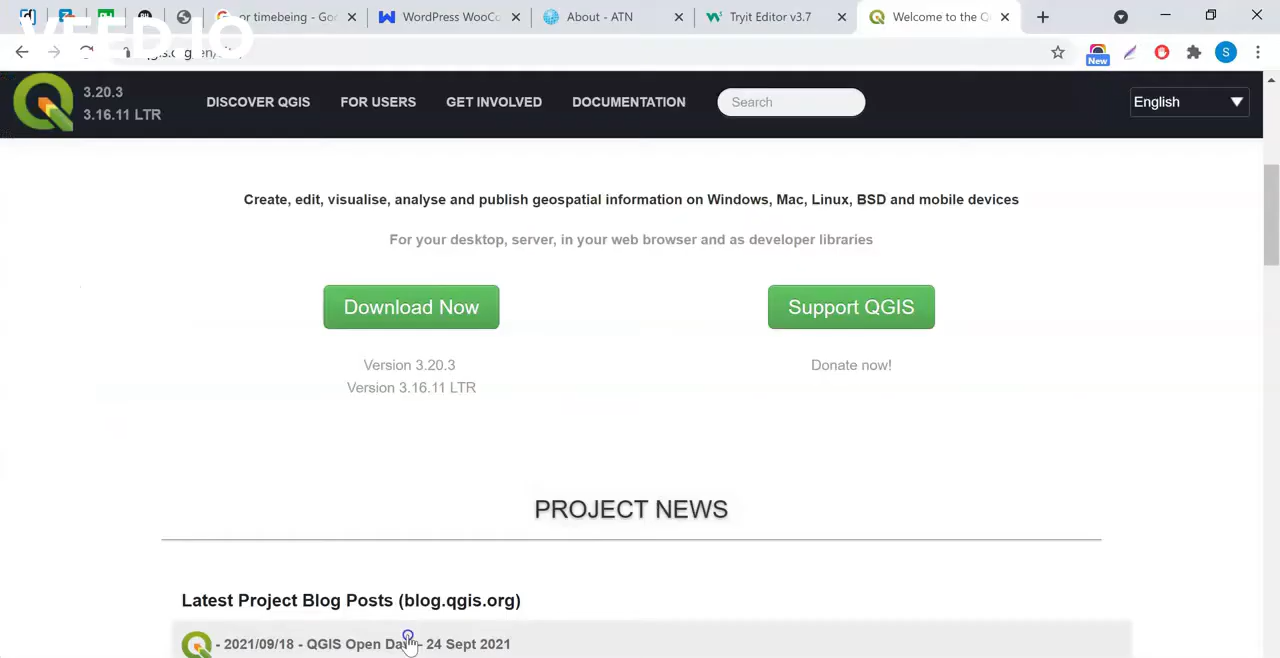 or timebeing - Goo
WordPress WooCo
About - ATN
Tryit Editor v3.7
Welcome to the Q
VEED.IO
New
S
3.20.3
3.16.11 LTR
DISCOVER QGIS
FOR USERS
GET INVOLVED
DOCUMENTATION
Search
English
Create, edit, visualise, analyse and publish geospatial information on Windows, Mac, Linux, BSD and mobile devices
For your desktop, server, in your web browser and as developer libraries
Download Now
Support QGIS
Version 3.20.3
Donate now!
Version 3.16.11 LTR
PROJECT NEWS
Latest Project Blog Posts (blog.qgis.org)
- 2021/09/18 - QGIS Open Day - 24 Sept 2021